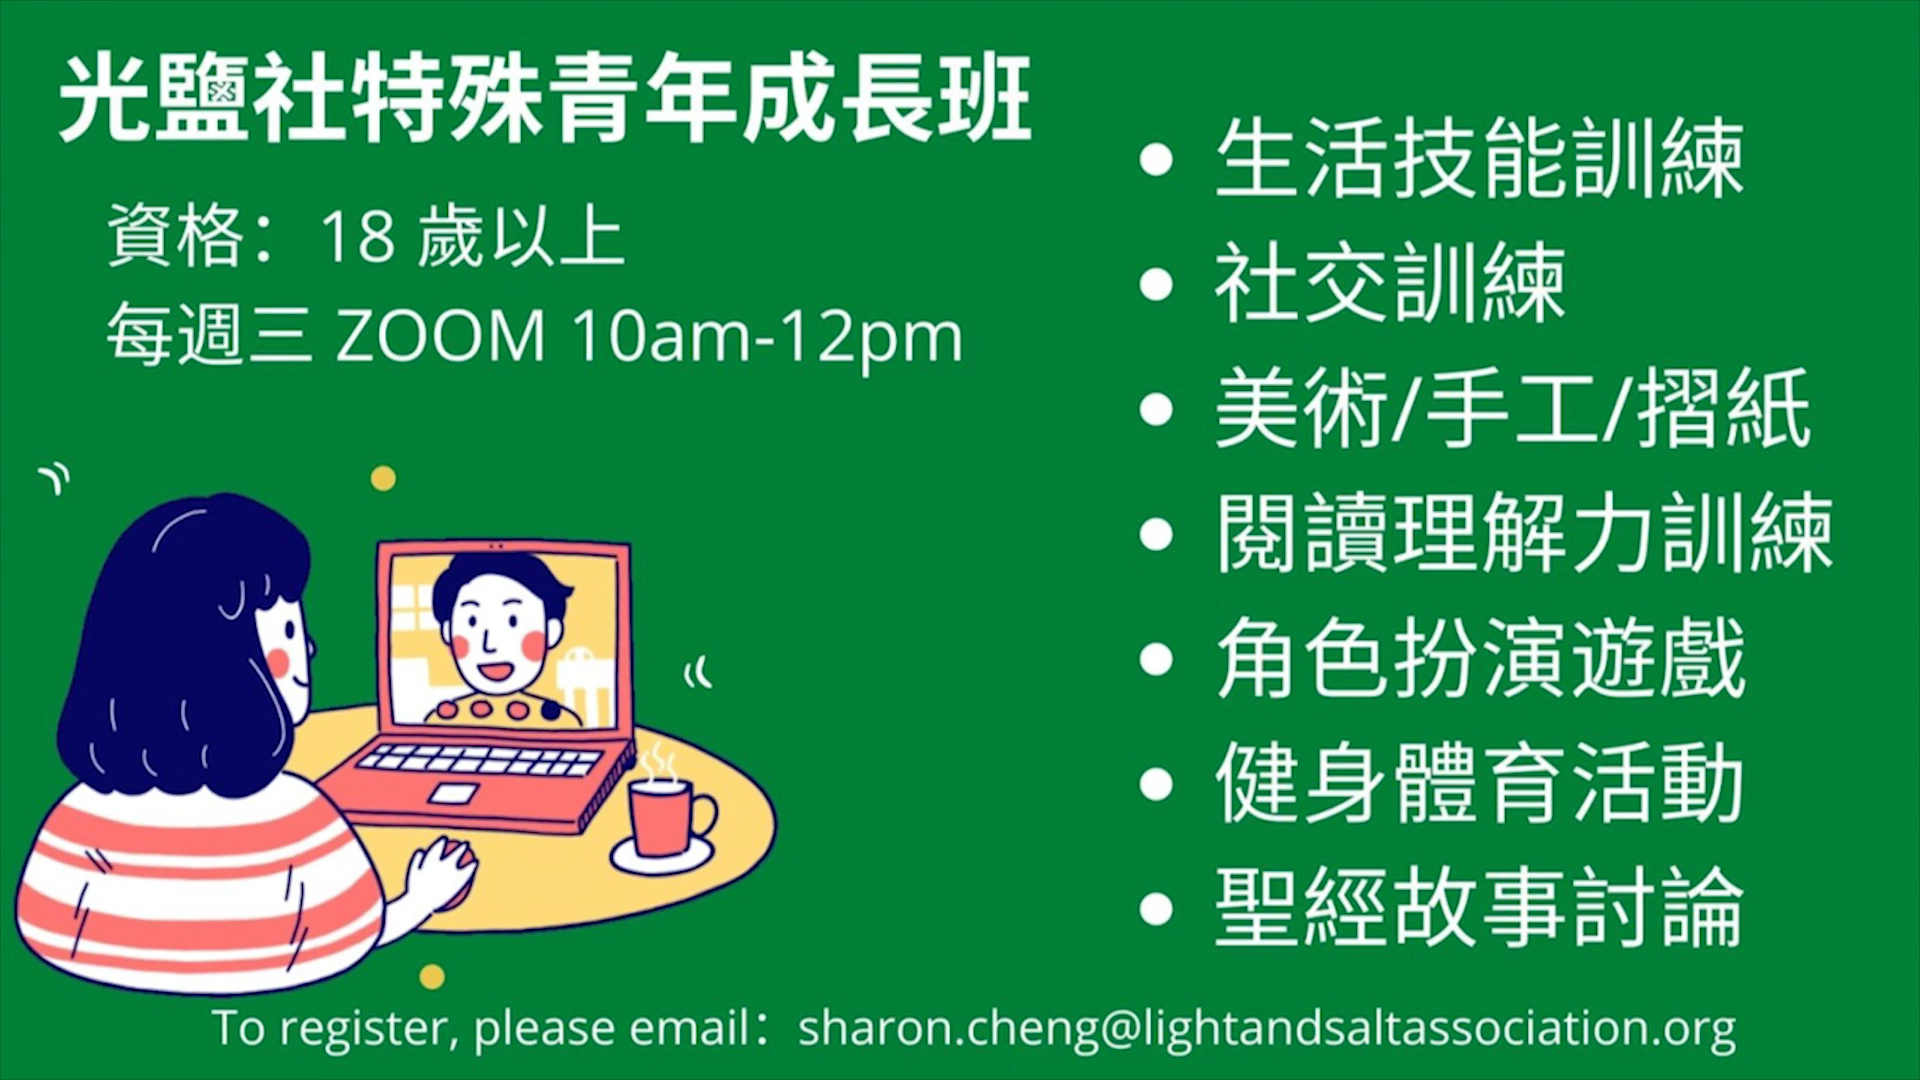 光鹽社特殊青年成長班
資格：18 歲以上
每週三 ZOOM 10am-12pm
• 生活技能訓練
• 社交訓練
• 美術/手工/摺紙
• 閱讀理解力訓練
• 角色扮演遊戲
• 健身體育活動
• 聖經故事討論
To register, please email：sharon.cheng@lightandsaltassociation.org